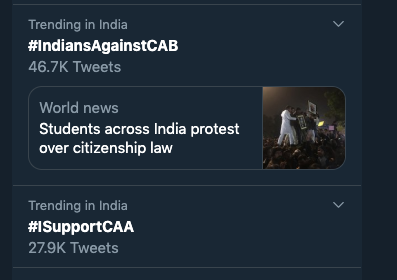 Trending in India
#IndiansAgainstCAB
46.7K Tweets
World news
Students across India protest
over citizenship law
Trending in India
#ISupportCAA
27.9K Tweets